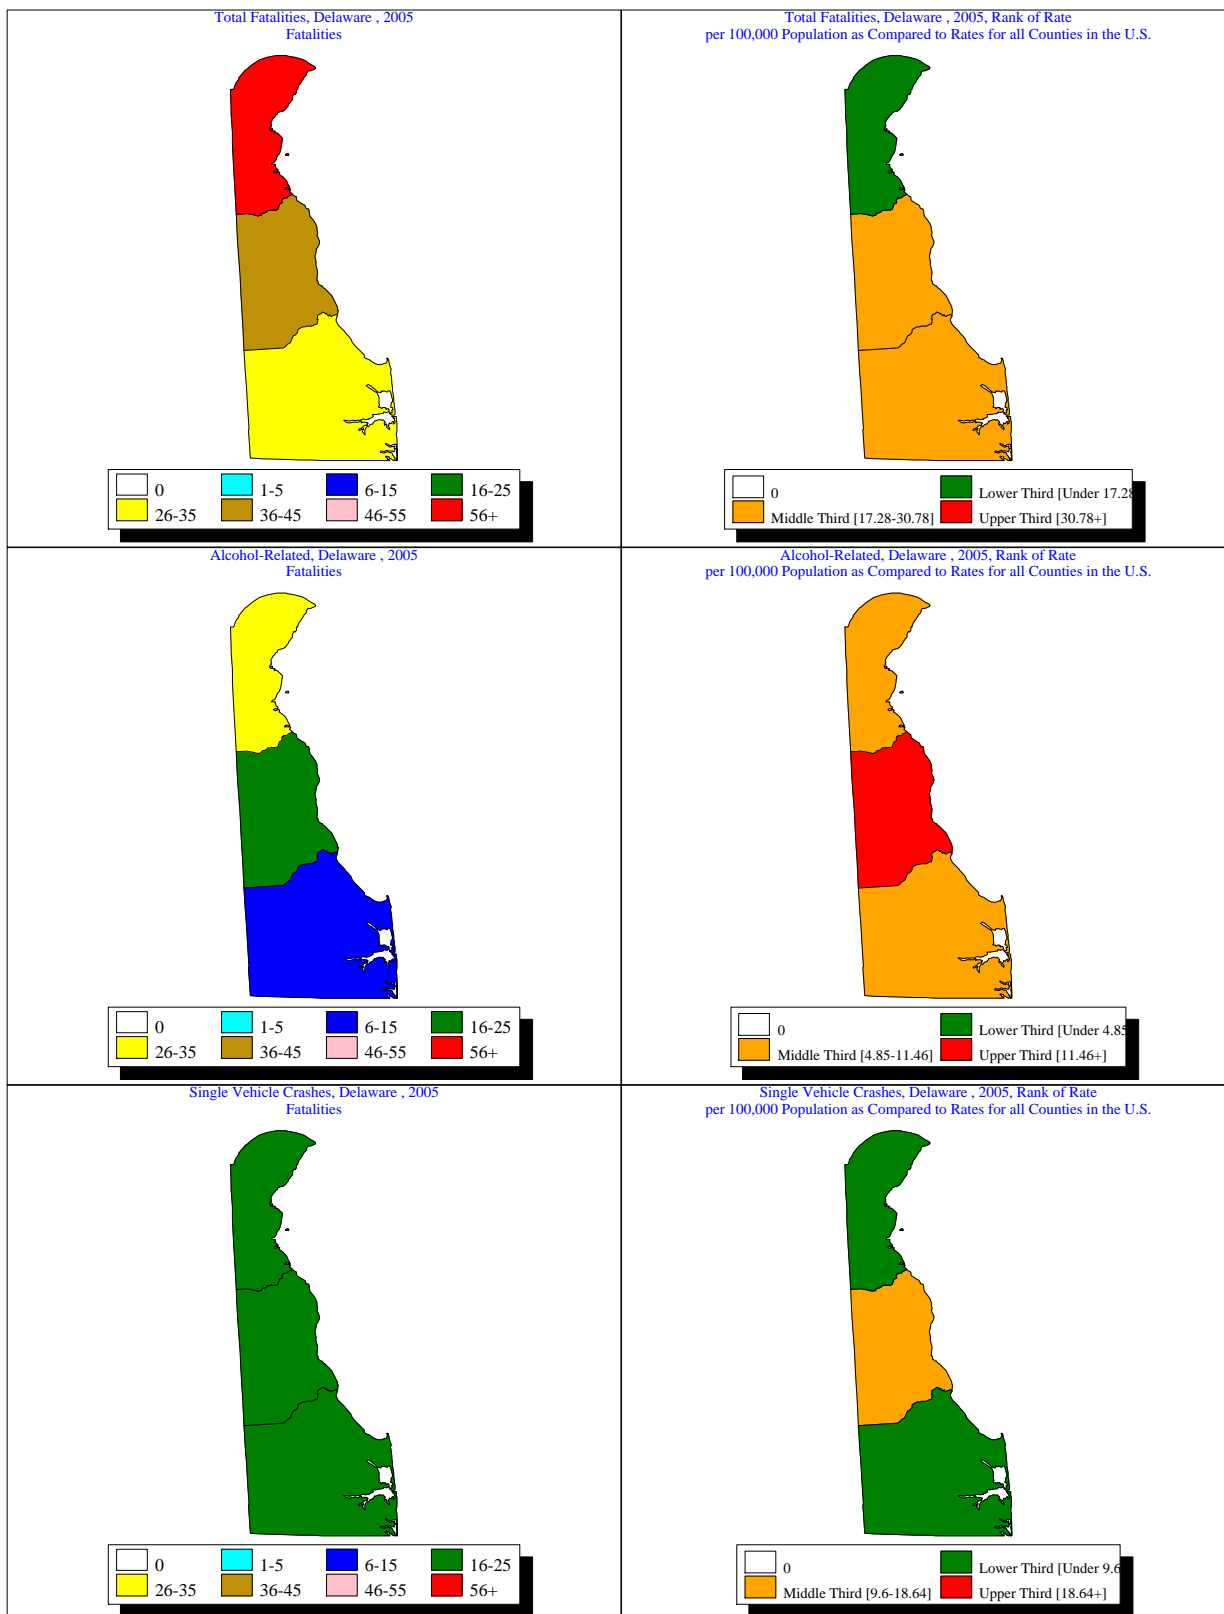 Total Fatalities, Delaware , 2005
Fatalities
0 1-5 6-15 16-25
26-35 36-45 46-55 56+
Total Fatalities, Delaware , 2005, Rank of Rate
per 100,000 Population as Compared to Rates for all Counties in the U.S.
0 Lower Third [Under 17.28
Middle Third [17.28-30.78] Upper Third [30.78+]
Alcohol-Related, Delaware , 2005
Fatalities
0 1-5 6-15 16-25
26-35 36-45 46-55 56+
Alcohol-Related, Delaware , 2005, Rank of Rate
per 100,000 Population as Compared to Rates for all Counties in the U.S.
0 Lower Third [Under 4.85
Middle Third [4.85-11.46] Upper Third [11.46+]
Single Vehicle Crashes, Delaware , 2005
Fatalities
0 1-5 6-15 16-25
26-35 36-45 46-55 56+
Single Vehicle Crashes, Delaware , 2005, Rank of Rate
per 100,000 Population as Compared to Rates for all Counties in the U.S.
0 Lower Third [Under 9.6
Middle Third [9.6-18.64] Upper Third [18.64+]